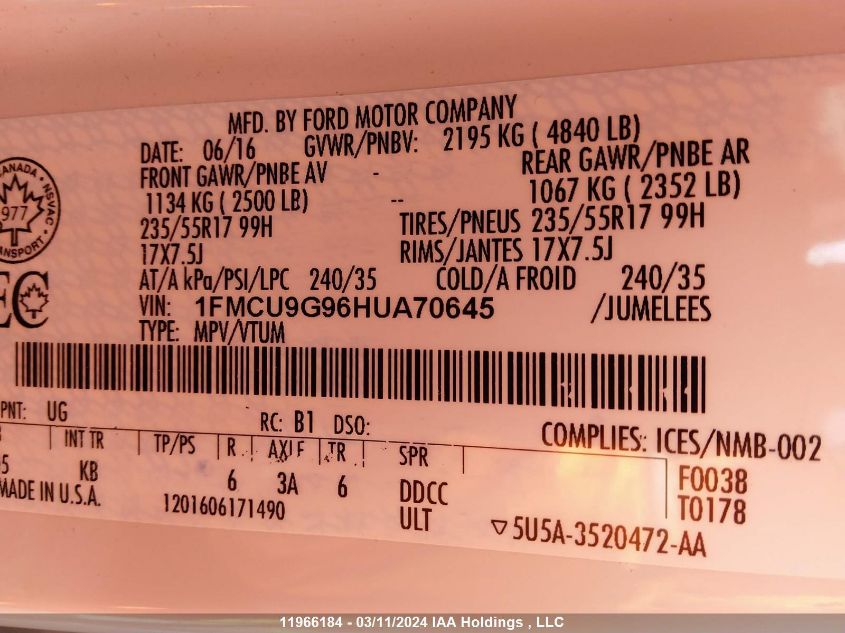 MFD. BY FORD MOTOR COMPANY
DATE: 06/16 GVWR/PNBV: 2195 KG ( 4840 LB)
FRONT GAWR/PNBE AV - REAR GAWR/PNBE AR
1134 KG ( 2500 LB) -- 1067 KG ( 2352 LB)
235/55R17 99H TIRES/PNEUS 235/55R17 99H
17X7.5J RIMS/JANTES 17X7.5J
AT/A kPa/PSI/LPC 240/35 COLD/A FROID 240/35
VIN: 1FMCU9G96HUA70645 /JUMELEES
TYPE: MPV/VTUM
CANADA
NSVAC
1977
TRANSPORT
EC
PNT: UG RC: B1 DSO: COMPLIES: ICES/NMB-002
INT TR TP/PS R AXLE TR SPR F0038
KB 6 3A 6 DDCC T0178
MADE IN U.S.A. 1201606171490 ULT 5U5A-3520472-AA
11966184 - 03/11/2024 IAA Holdings , LLC